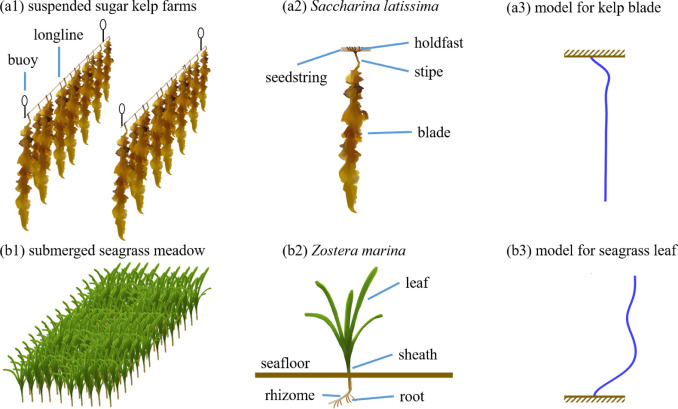 (a1) suspended sugar kelp farms
longline
buoy
(a2) Saccharina latissima
holdfast
seedstring
stipe
blade
(a3) model for kelp blade
(b1) submerged seagrass meadow
(b2) Zostera marina
leaf
seafloor
sheath
rhizome
root
(b3) model for seagrass leaf